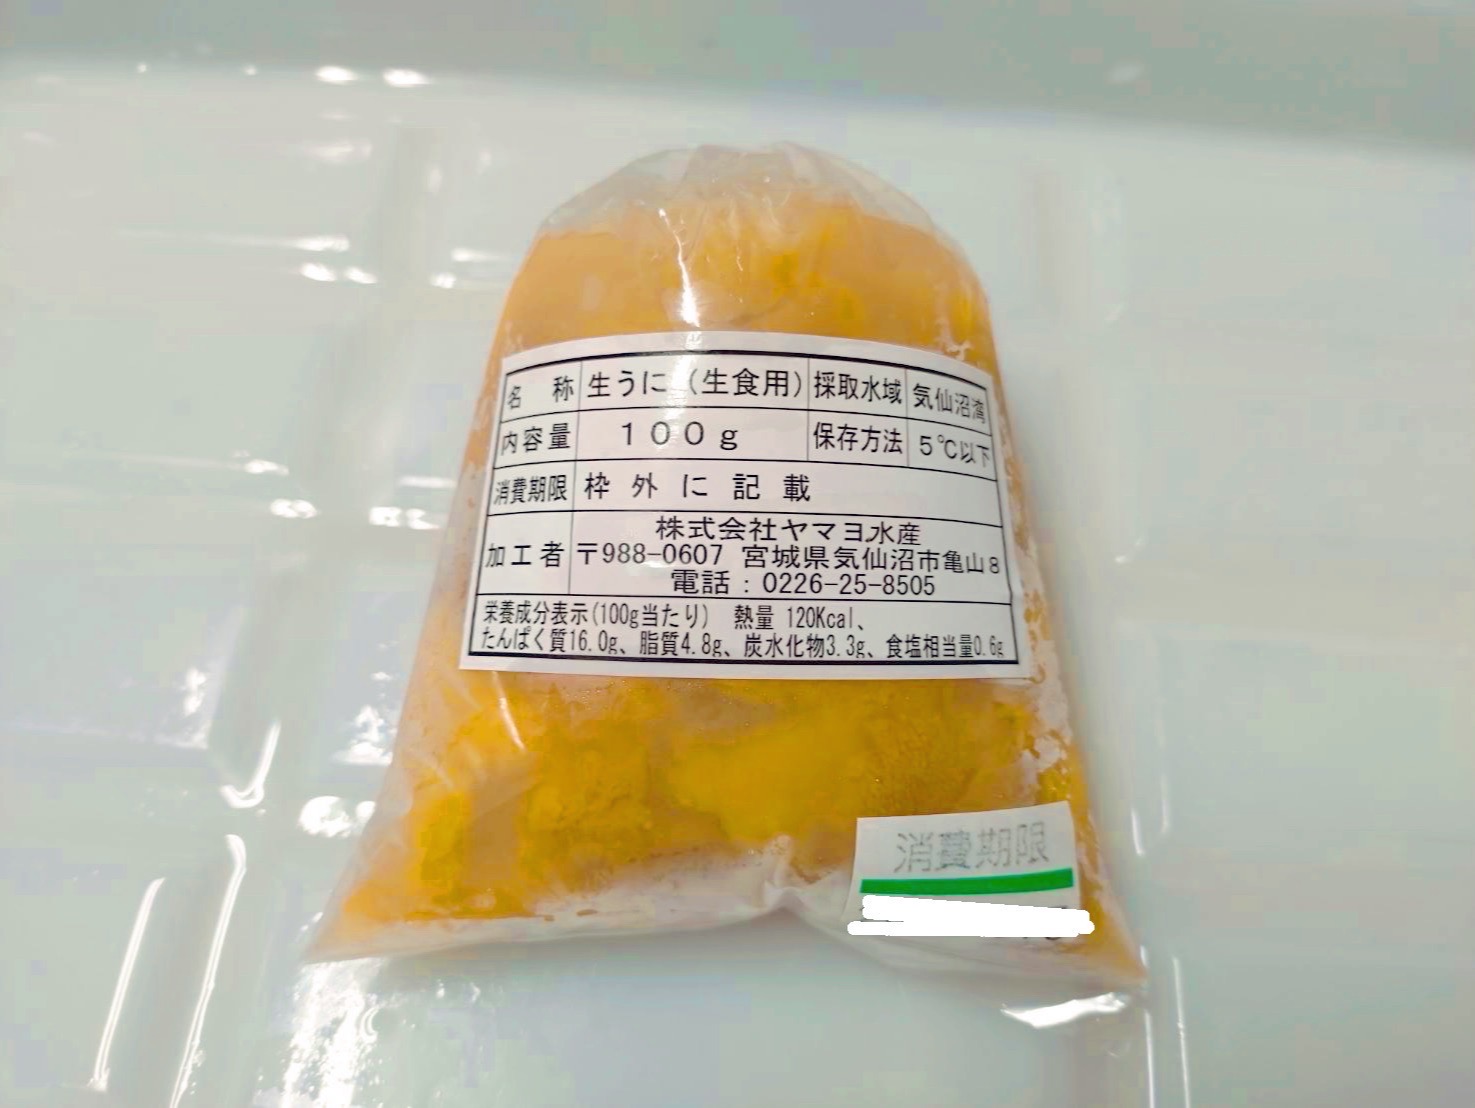 名称 生うに(生食用) 採取水域 気仙沼湾
内容量 100g 保存方法 5℃以下
消費期限 枠外に記載
加工者 株式会社ヤマヨ水産
〒988-0607 宮城県気仙沼市亀山8
電話:0226-25-8505
栄養成分表示(100g当たり) 熱量 120Kcal、
たんぱく質16.0g、脂質4.8g、炭水化物3.3g、食塩相当量0.6g
消費期限